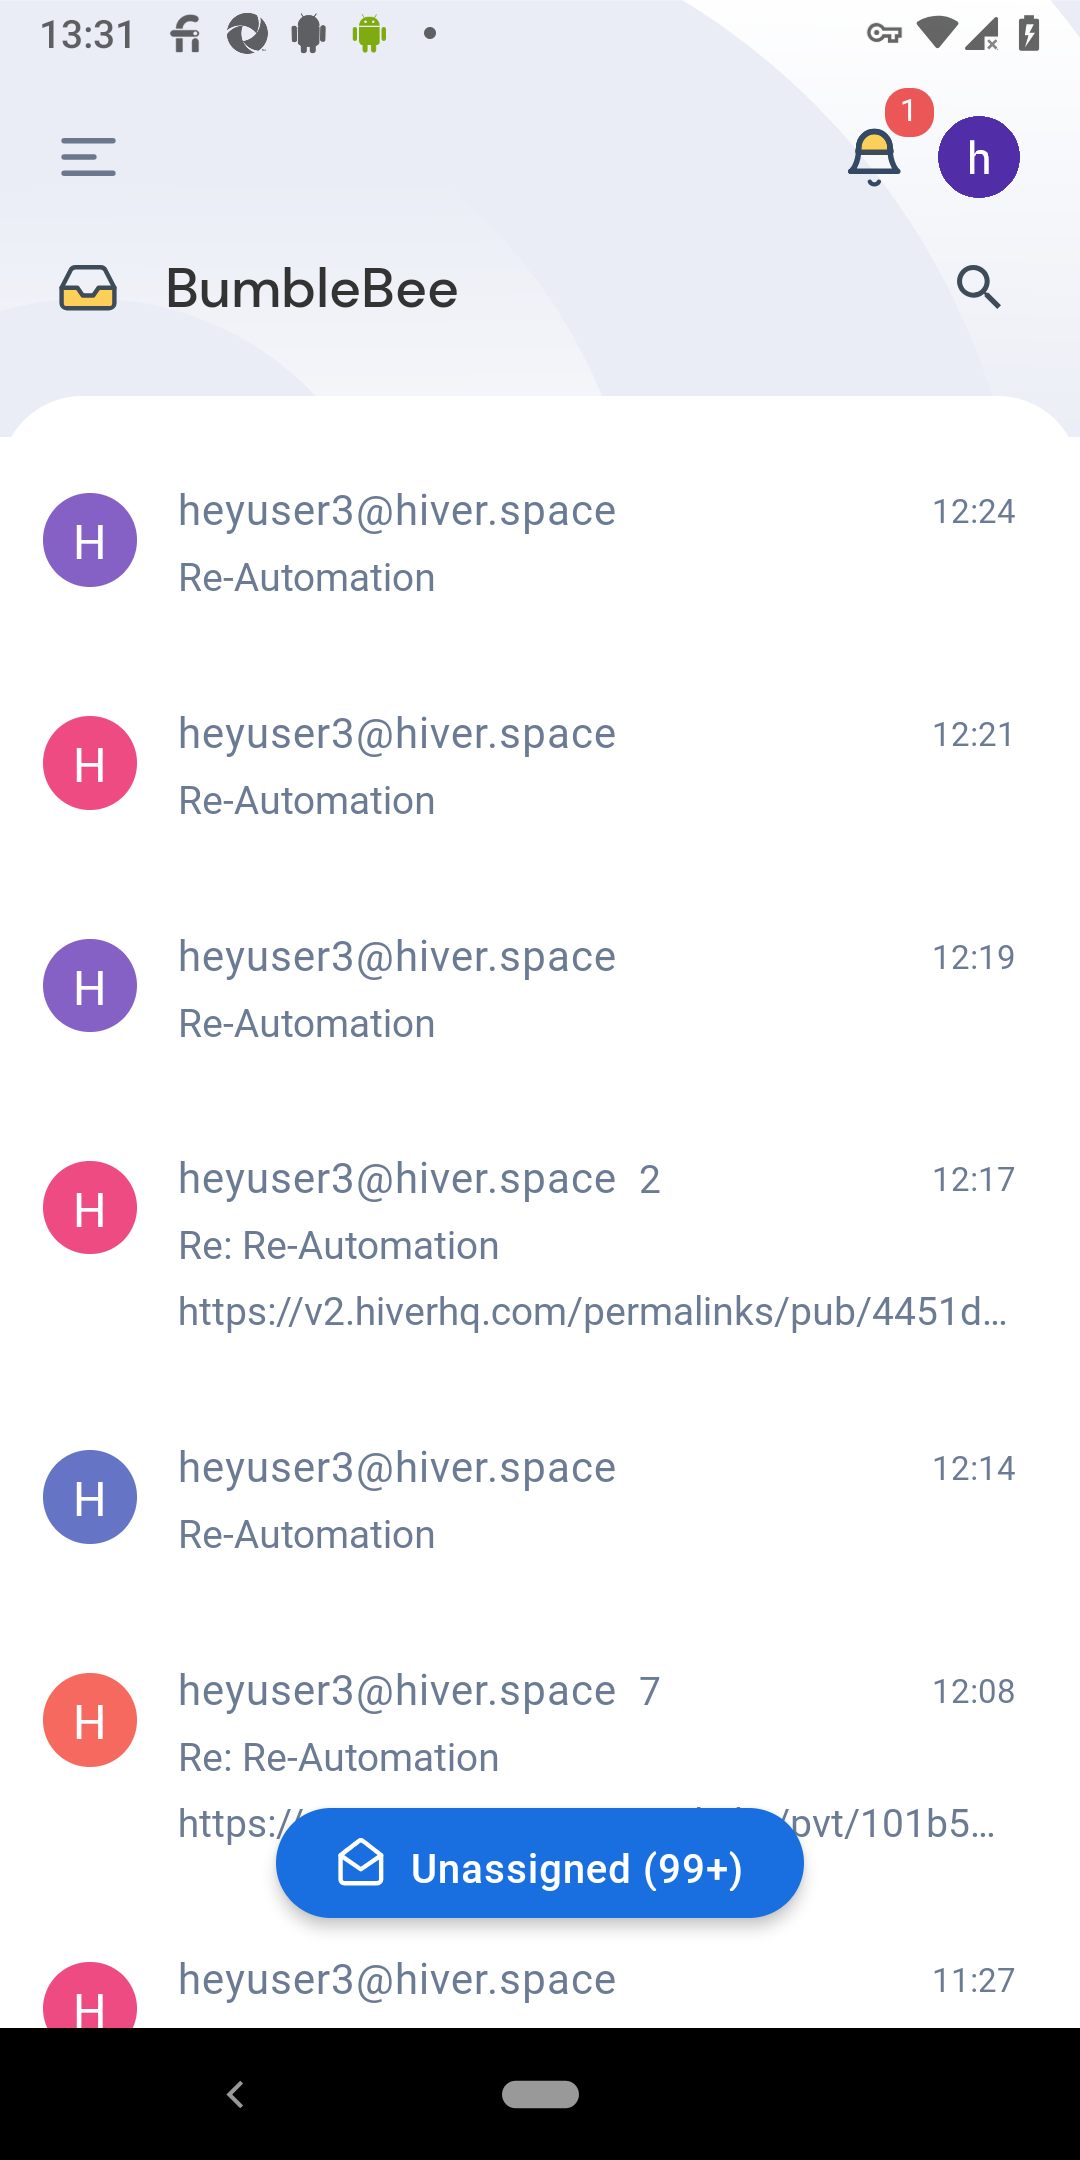 13:31
1
h
BumbleBee
H
heyuser3@hiver.space
12:24
Re-Automation
H
heyuser3@hiver.space
12:21
Re-Automation
H
heyuser3@hiver.space
12:19
Re-Automation
H
heyuser3@hiver.space 2
12:17
Re: Re-Automation
https://v2.hiverhq.com/permalinks/pub/4451d...
H
heyuser3@hiver.space
12:14
Re-Automation
H
heyuser3@hiver.space 7
12:08
Re: Re-Automation
https:/ /pvt/101b5...
Unassigned (99+)
H
heyuser3@hiver.space
11:27